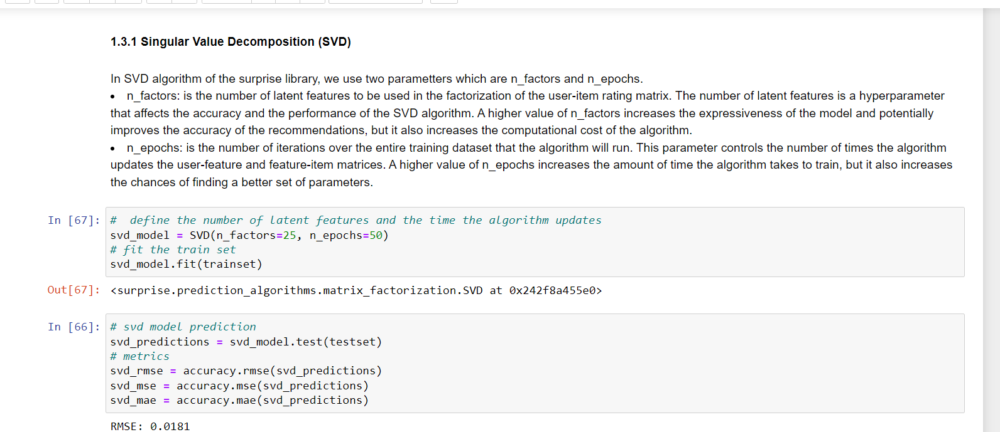 1.3.1 Singular Value Decomposition (SVD)
In SVD algorithm of the surprise library, we use two parametters which are n_factors and n_epochs.
• n_factors: is the number of latent features to be used in the factorization of the user-item rating matrix. The number of latent features is a hyperparameter
that affects the accuracy and the performance of the SVD algorithm. A higher value of n_factors increases the expressiveness of the model and potentially
improves the accuracy of the recommendations, but it also increases the computational cost of the algorithm.
• n_epochs: is the number of iterations over the entire training dataset that the algorithm will run. This parameter controls the number of times the algorithm
updates the user-feature and feature-item matrices. A higher value of n_epochs increases the amount of time the algorithm takes to train, but it also increases
the chances of finding a better set of parameters.
In [67]: #  define the number of latent features and the time the algorithm updates
svd_model = SVD(n_factors=25, n_epochs=50)
# fit the train set
svd_model.fit(trainset)
Out[67]: <surprise.prediction_algorithms.matrix_factorization.SVD at 0x242f8a455e0>
In [66]: # svd model prediction
svd_predictions = svd_model.test(testset)
# metrics
svd_rmse = accuracy.rmse(svd_predictions)
svd_mse = accuracy.mse(svd_predictions)
svd_mae = accuracy.mae(svd_predictions)
RMSE: 0.0181